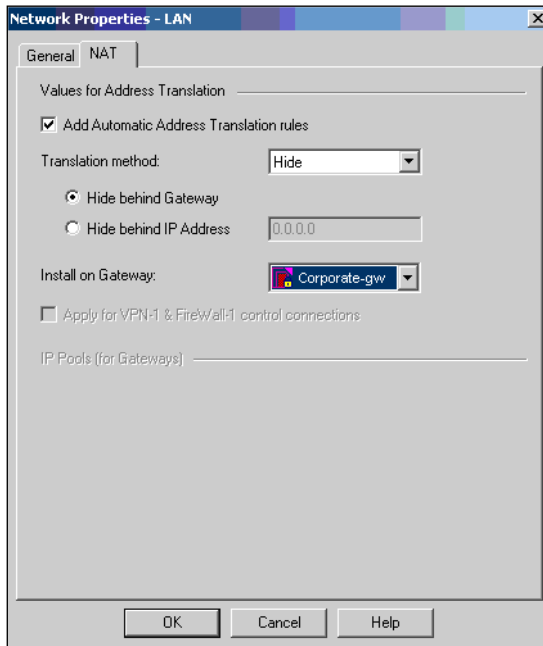 Network Properties - LAN
General NAT
Values for Address Translation
Add Automatic Address Translation rules
Translation method: Hide
Hide behind Gateway
Hide behind IP Address 0.0.0.0
Install on Gateway: Corporate-gw
Apply for VPN-1 & FireWall-1 control connections
IP Pools (for Gateways)
OK Cancel Help